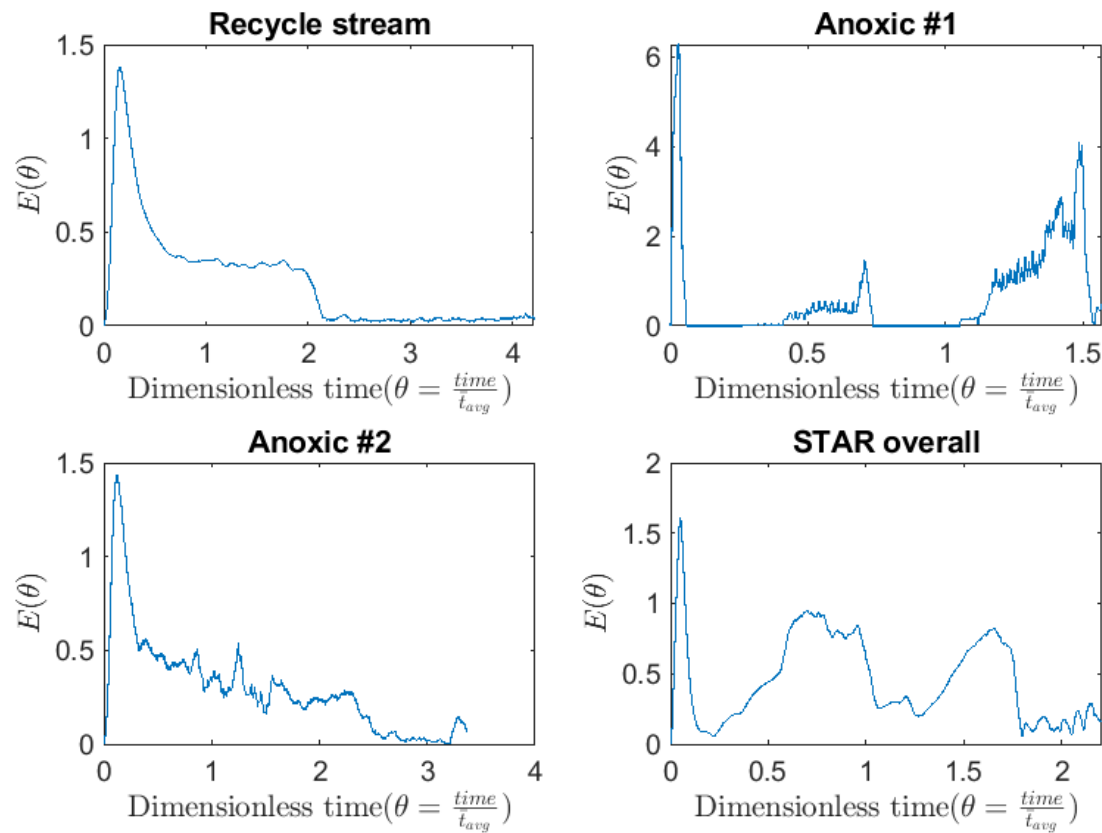 Recycle stream
1.5
1
0.5
0
E(θ)
0 1 2 3 4
Dimensionless time(θ = time/t̄avg)
Anoxic #1
6
4
2
0
E(θ)
0 0.5 1 1.5
Dimensionless time(θ = time/t̄avg)
Anoxic #2
1.5
1
0.5
0
E(θ)
0 1 2 3 4
Dimensionless time(θ = time/t̄avg)
STAR overall
2
1.5
1
0.5
0
E(θ)
0 0.5 1 1.5 2
Dimensionless time(θ = time/t̄avg)